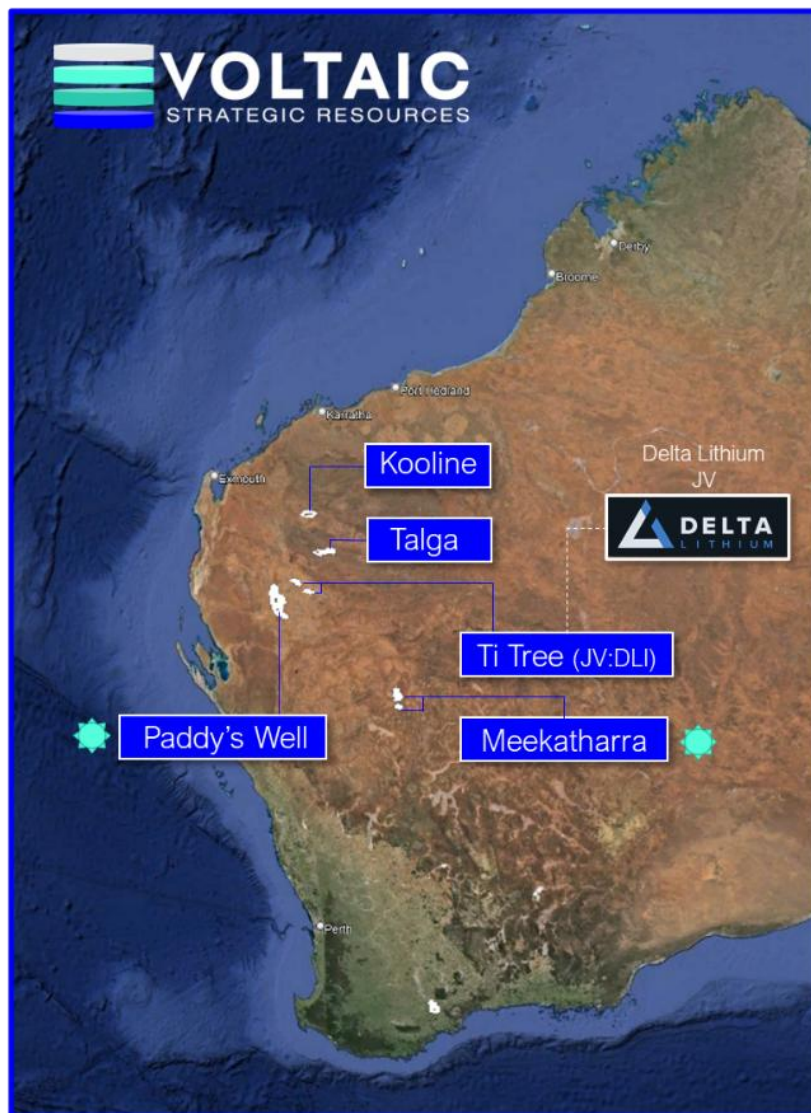 VOLTAIC
STRATEGIC RESOURCES
Derby
Broome
Port Hedland
Karratha
Exmouth
Kooline
Delta Lithium
JV
DELTA
LITHIUM
Talga
Ti Tree (JV:DLI)
Paddy's Well
Meekatharra
Perth